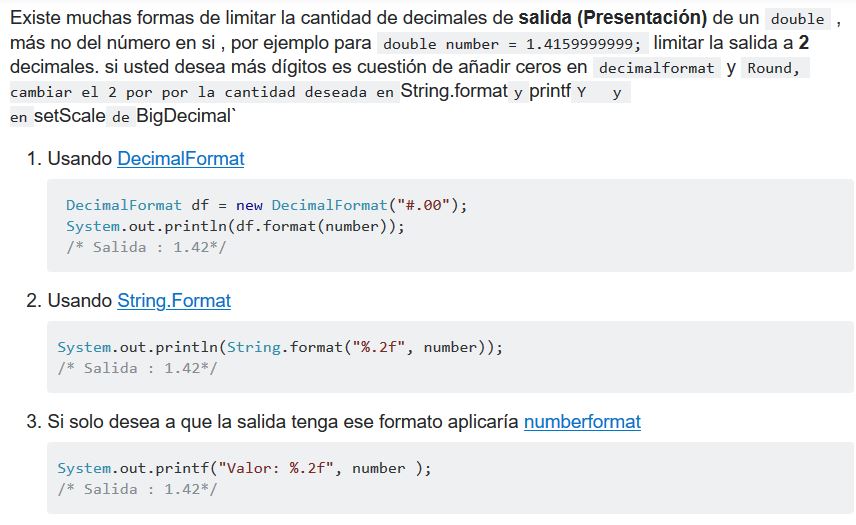 Existe muchas formas de limitar la cantidad de decimales de salida (Presentación) de un double ,
más no del número en si , por ejemplo para double number = 1.4159999999; limitar la salida a 2
decimales. si usted desea más dígitos es cuestión de añadir ceros en decimalformat y Round,
cambiar el 2 por por la cantidad deseada en String.format y printf Y y
en setScale de BigDecimal`
1. Usando DecimalFormat
DecimalFormat df = new DecimalFormat("#.00");
System.out.println(df.format(number));
/* Salida : 1.42*/
2. Usando String.Format
System.out.println(String.format("%.2f", number));
/* Salida : 1.42*/
3. Si solo desea a que la salida tenga ese formato aplicaría numberformat
System.out.printf("Valor: %.2f", number );
/* Salida : 1.42*/